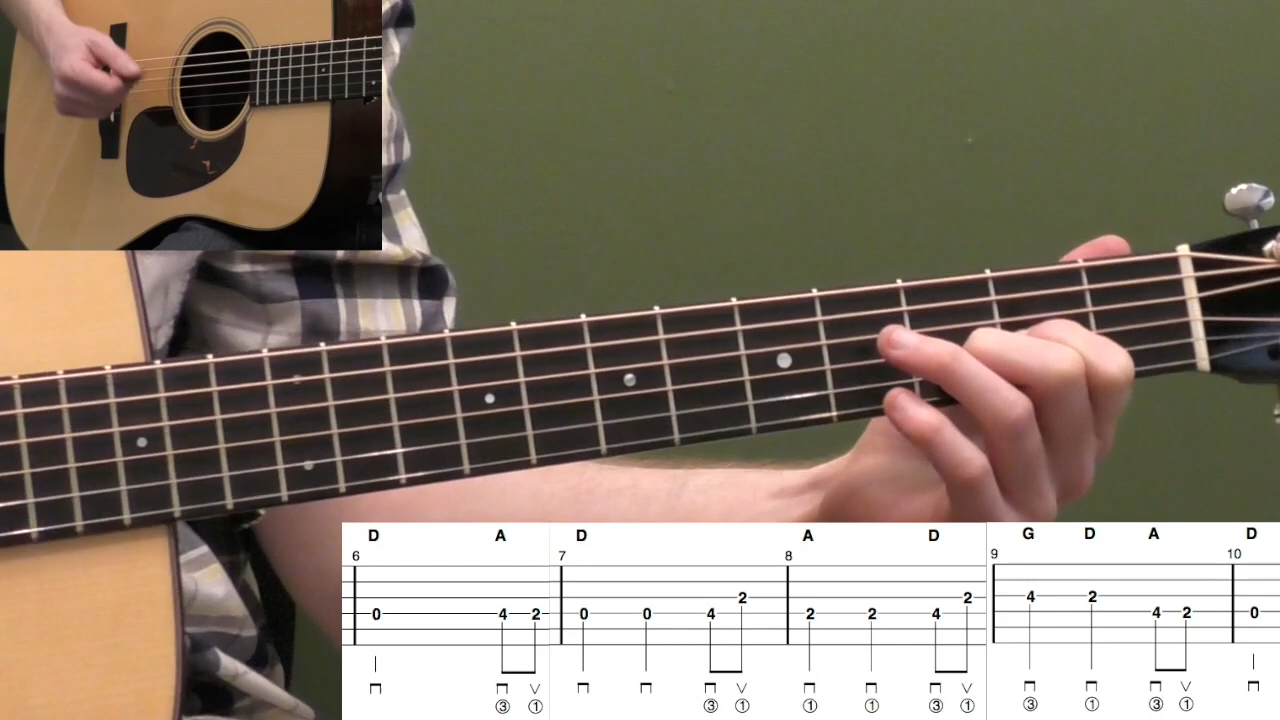 D A D A D G D A D
6 7 8 9 10
2 2 2
4 2
0 4 2 0 0 4 2 2 4 4 2 0
③ ① ③ ① ① ① ③ ① ③ ① ③ ①